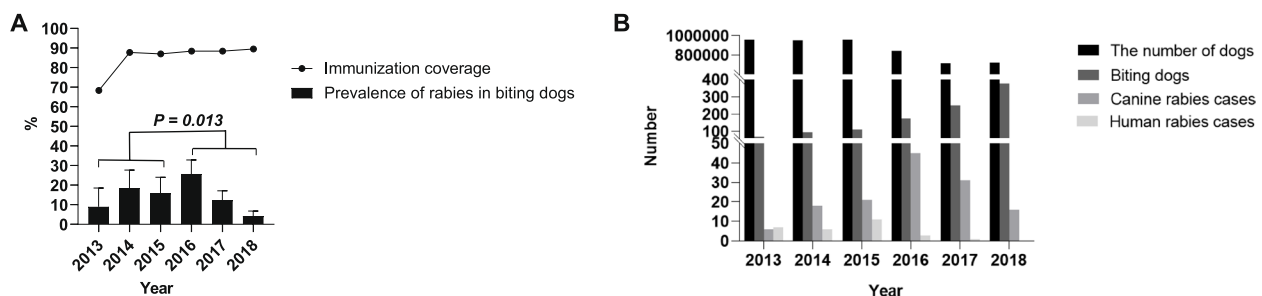 A
100
90
80
70
60
50
40
30
20
10
0
%
P = 0.013
2013
2014
2015
2016
2017
2018
Year
Immunization coverage
Prevalence of rabies in biting dogs
B
1000000
800000
400
300
200
100
50
40
30
20
10
0
Number
2013 2014 2015 2016 2017 2018
Year
The number of dogs
Biting dogs
Canine rabies cases
Human rabies cases